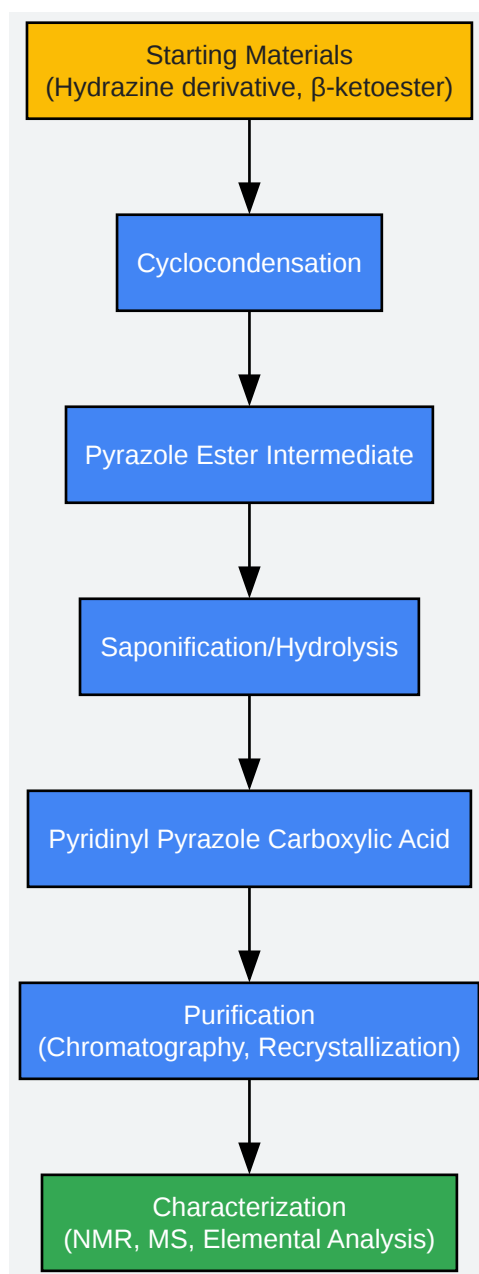 Starting Materials
(Hydrazine derivative, β-ketoester)
Cyclocondensation
Pyrazole Ester Intermediate
Saponification/Hydrolysis
Pyridinyl Pyrazole Carboxylic Acid
Purification
(Chromatography, Recrystallization)
Characterization
(NMR, MS, Elemental Analysis)